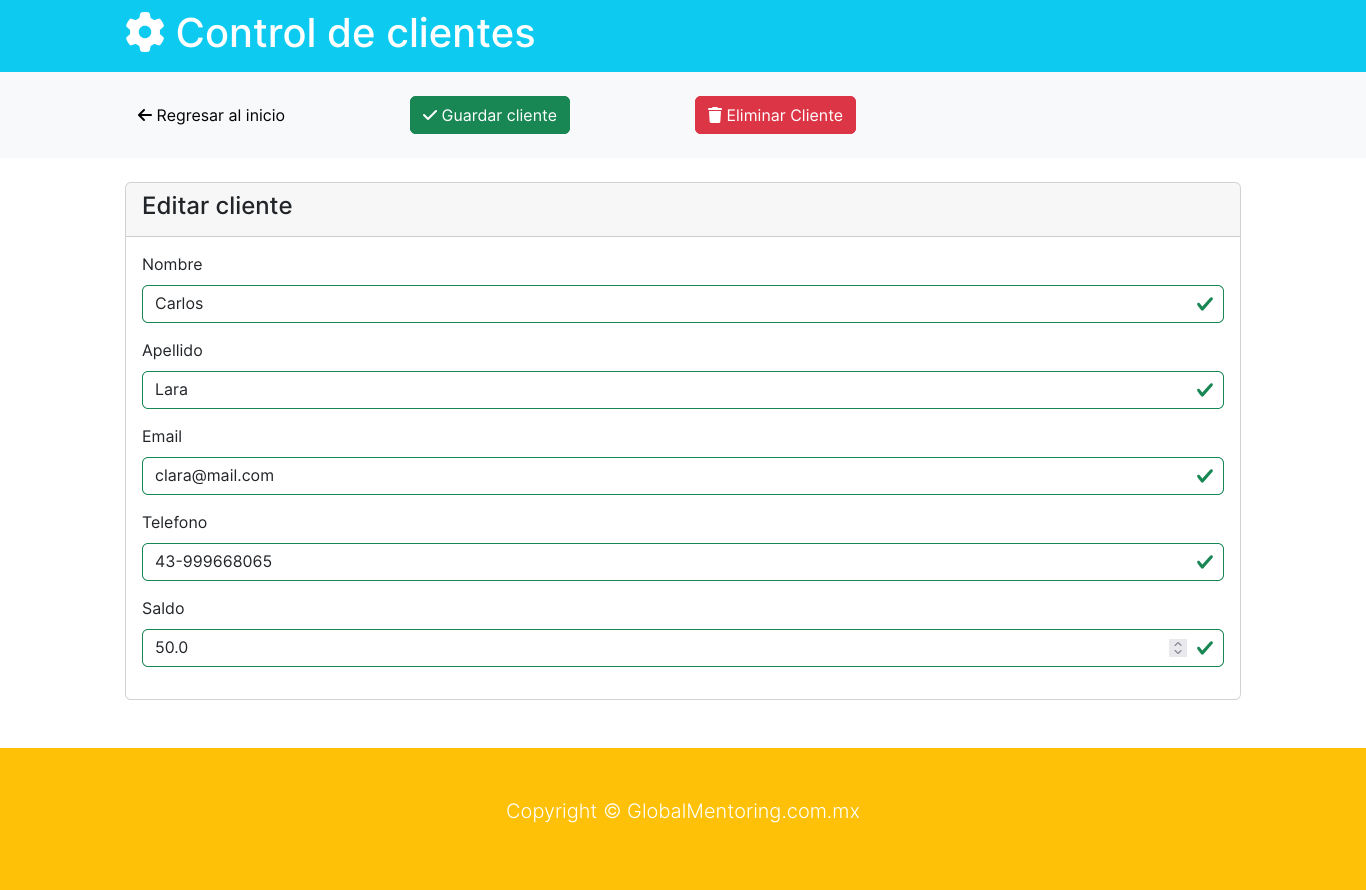 Control de clientes
Regresar al inicio
Guardar cliente
Eliminar Cliente
Editar cliente
Nombre
Carlos
Apellido
Lara
Email
clara@mail.com
Telefono
43-999668065
Saldo
50.0
Copyright © GlobalMentoring.com.mx